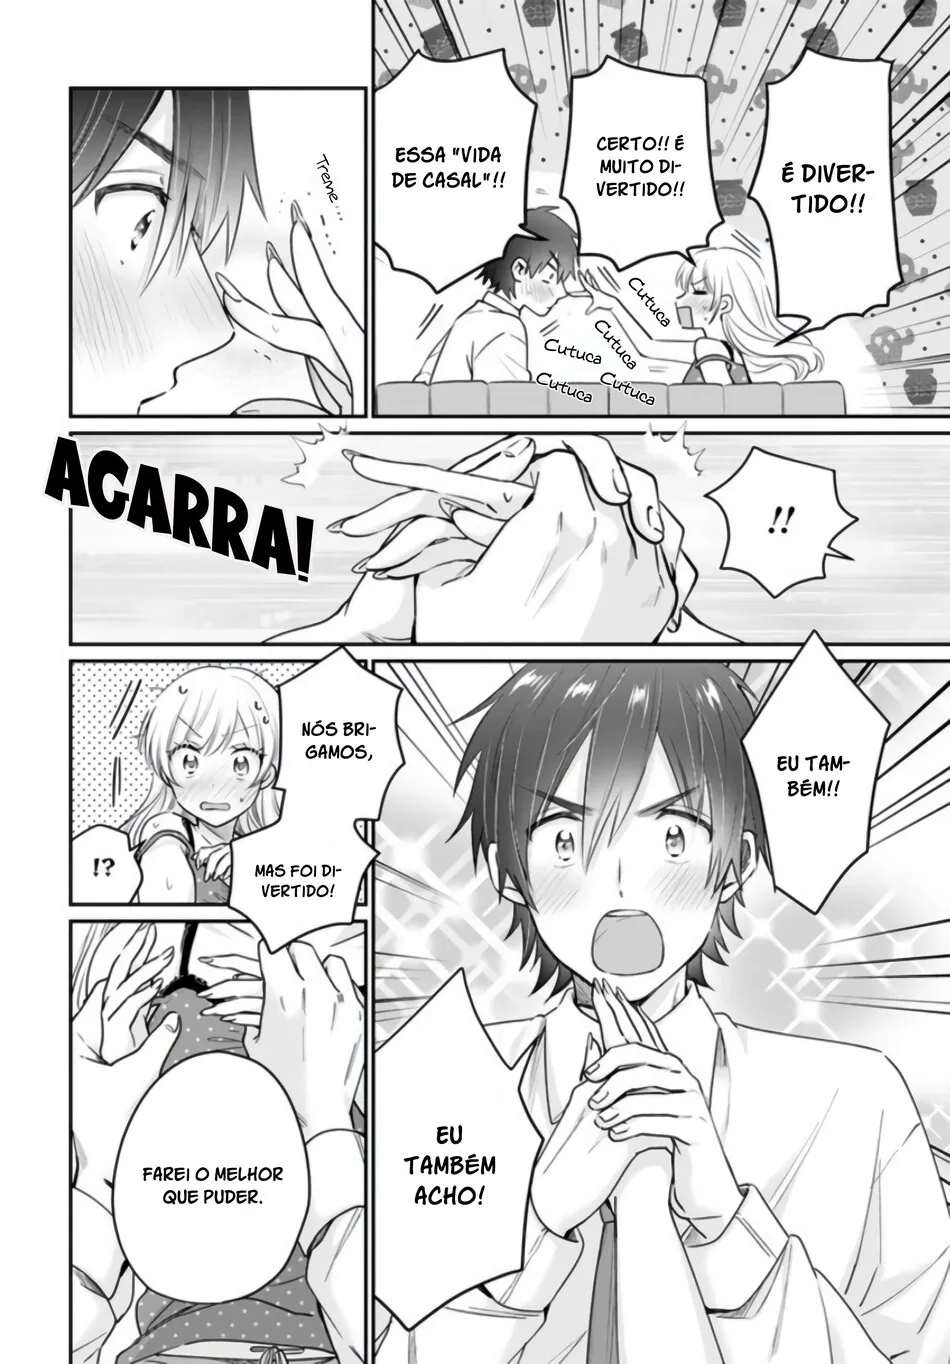 É DIVER-
TIDO!!
CERTO!! É
MUITO DI-
VERTIDO!!
ESSA "VIDA
DE CASAL"!!
Cutuca
Cutuca
Cutuca
Cutuca
Cutuca
Treme...
!!
AGARRA!
EU TAM-
BÉM!!
EU
TAMBÉM
ACHO!
NÓS BRI-
GAMOS,
MAS FOI DI-
VERTIDO!
!?
FAREI O MELHOR
QUE PUDER.